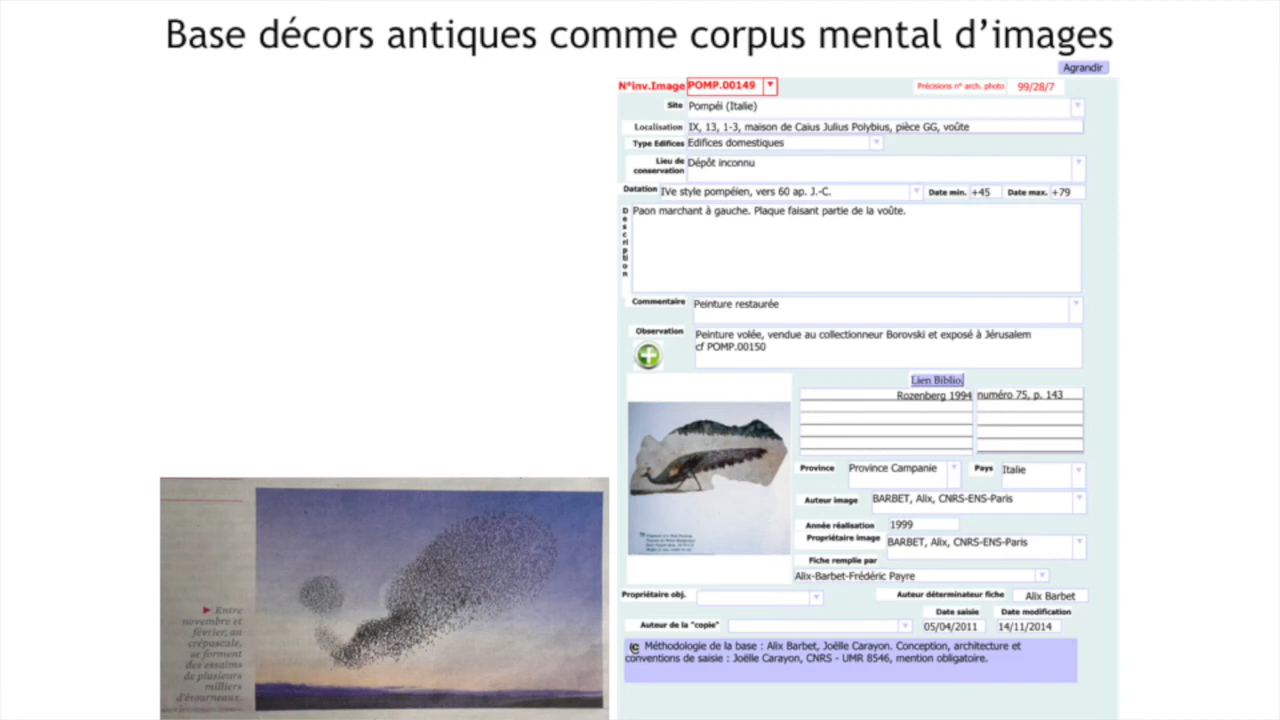 Base décors antiques comme corpus mental d'images
Agrandir
N°inv.Image POMP.00149 Précisions n° arch. photo 99/28/7
Site Pompéi (Italie)
Localisation IX, 13, 1-3, maison de Caius Julius Polybius, pièce GG, voûte
Type Edifices Edifices domestiques
Lieu de conservation Dépôt inconnu
Datation IVe style pompéien, vers 60 ap. J.-C. Date min. +45 Date max. +79
Description Paon marchant à gauche. Plaque faisant partie de la voûte.
Commentaire Peinture restaurée
Observation Peinture volée, vendue au collectionneur Borovski et exposé à Jérusalem
cf POMP.00150
Lien Biblio.
Rozenberg 1994 numéro 75, p. 143
Province Province Campanie Pays Italie
Auteur image BARBET, Alix, CNRS-ENS-Paris
Année réalisation 1999
Propriétaire image BARBET, Alix, CNRS-ENS-Paris
Fiche remplie par
Alix-Barbet-Frédéric Payre
Propriétaire obj. Auteur déterminateur fiche Alix Barbet
Date saisie Date modification
Auteur de la "copie" 05/04/2011 14/11/2014
© Méthodologie de la base : Alix Barbet, Joëlle Carayon. Conception, architecture et
conventions de saisie : Joëlle Carayon, CNRS - UMR 8546, mention obligatoire.
► Entre
novembre et
février, au
crépuscule,
se forment
des essaims
de plusieurs
milliers
d'étourneaux.